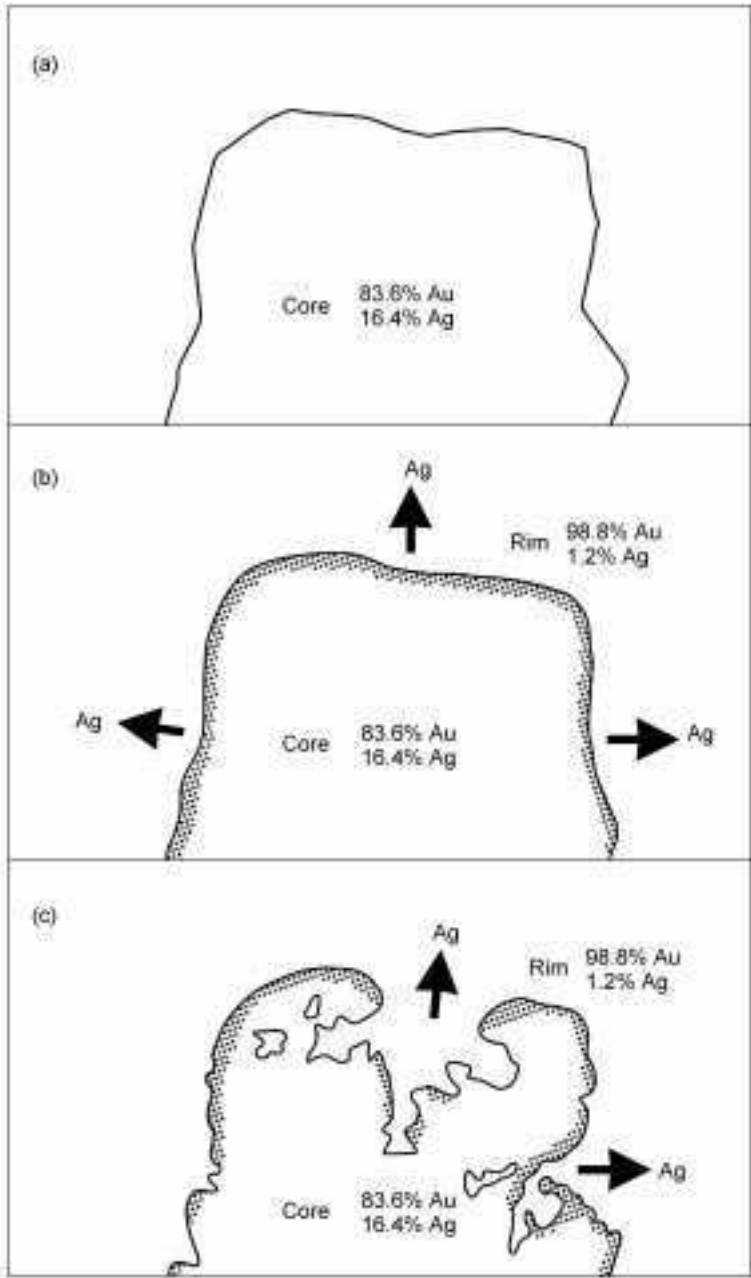 (a)
Core 83.6% Au
16.4% Ag
(b)
Ag
Rim 98.8% Au
1.2% Ag
Ag
Ag
Core 83.6% Au
16.4% Ag
(c)
Ag
Rim 98.8% Au
1.2% Ag
Ag
Core 83.6% Au
16.4% Ag